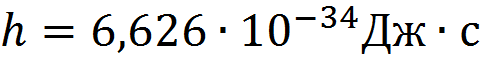 ℎ = 6,626 · 10⁻³⁴Дж · с